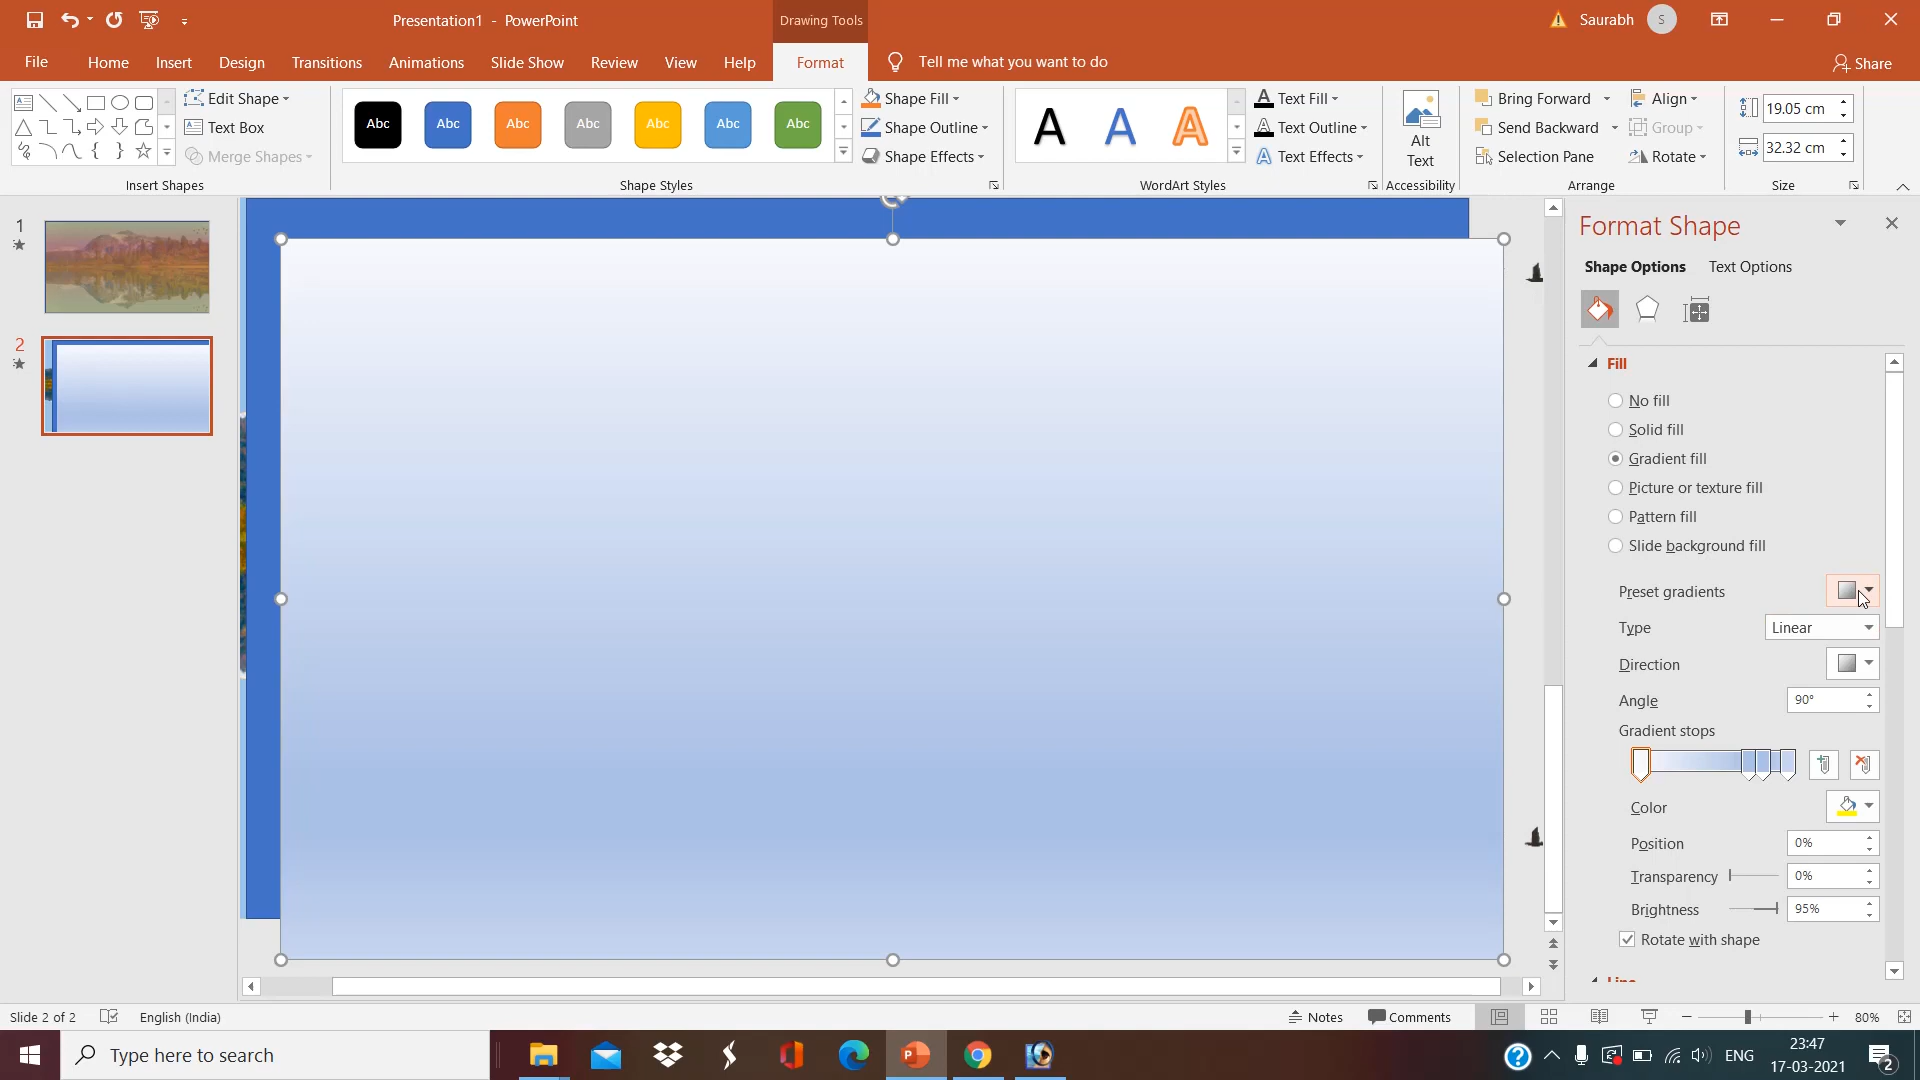 Presentation1 - PowerPoint
Drawing Tools
Saurabh
S
File
Home
Insert
Design
Transitions
Animations
Slide Show
Review
View
Help
Format
Tell me what you want to do
Share
Edit Shape
Text Box
Merge Shapes
Insert Shapes
Abc
Abc
Abc
Abc
Abc
Abc
Abc
Shape Fill
Shape Outline
Shape Effects
Shape Styles
A
A
A
Text Fill
Text Outline
Text Effects
WordArt Styles
Alt
Text
Accessibility
Bring Forward
Send Backward
Selection Pane
Align
Group
Rotate
Arrange
19.05 cm
32.32 cm
Size
1
2
Format Shape
Shape Options
Text Options
Fill
No fill
Solid fill
Gradient fill
Picture or texture fill
Pattern fill
Slide background fill
Preset gradients
Type
Linear
Direction
Angle
90°
Gradient stops
Color
Position
0%
Transparency
0%
Brightness
95%
Rotate with shape
Line
Slide 2 of 2
English (India)
Notes
Comments
80%
Type here to search
ENG
23:47
17-03-2021
2